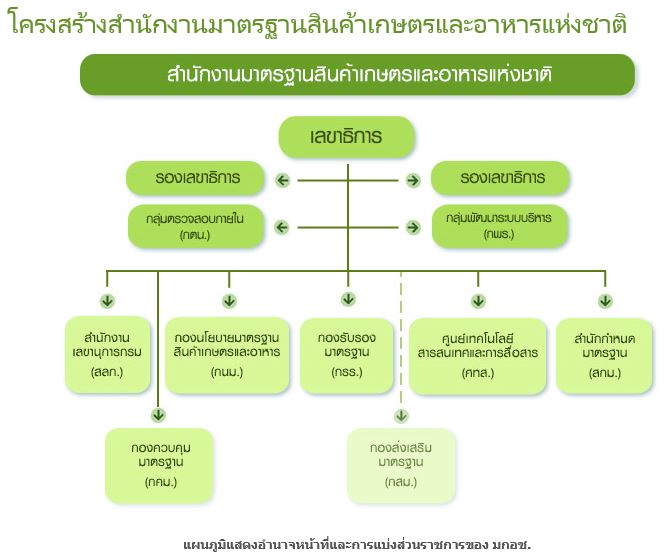 โครงสร้างสำนักงานมาตรฐานสินค้าเกษตรและอาหารแห่งชาติ
สำนักงานมาตรฐานสินค้าเกษตรและอาหารแห่งชาติ
เลขาธิการ
รองเลขาธิการ
รองเลขาธิการ
กลุ่มตรวจสอบภายใน
(กตน.)
กลุ่มพัฒนาระบบบริหาร
(กพร.)
สำนักงาน
เลขานุการกรม
(สลก.)
กองนโยบายมาตรฐาน
สินค้าเกษตรและอาหาร
(กนม.)
กองรับรอง
มาตรฐาน
(กรร.)
ศูนย์เทคโนโลยี
สารสนเทศและการสื่อสาร
(ศทส.)
สำนักกำหนด
มาตรฐาน
(สกม.)
กองควบคุม
มาตรฐาน
(กคม.)
กองส่งเสริม
มาตรฐาน
(กสม.)
แผนภูมิแสดงอำนาจหน้าที่และการแบ่งส่วนราชการของ มกอช.